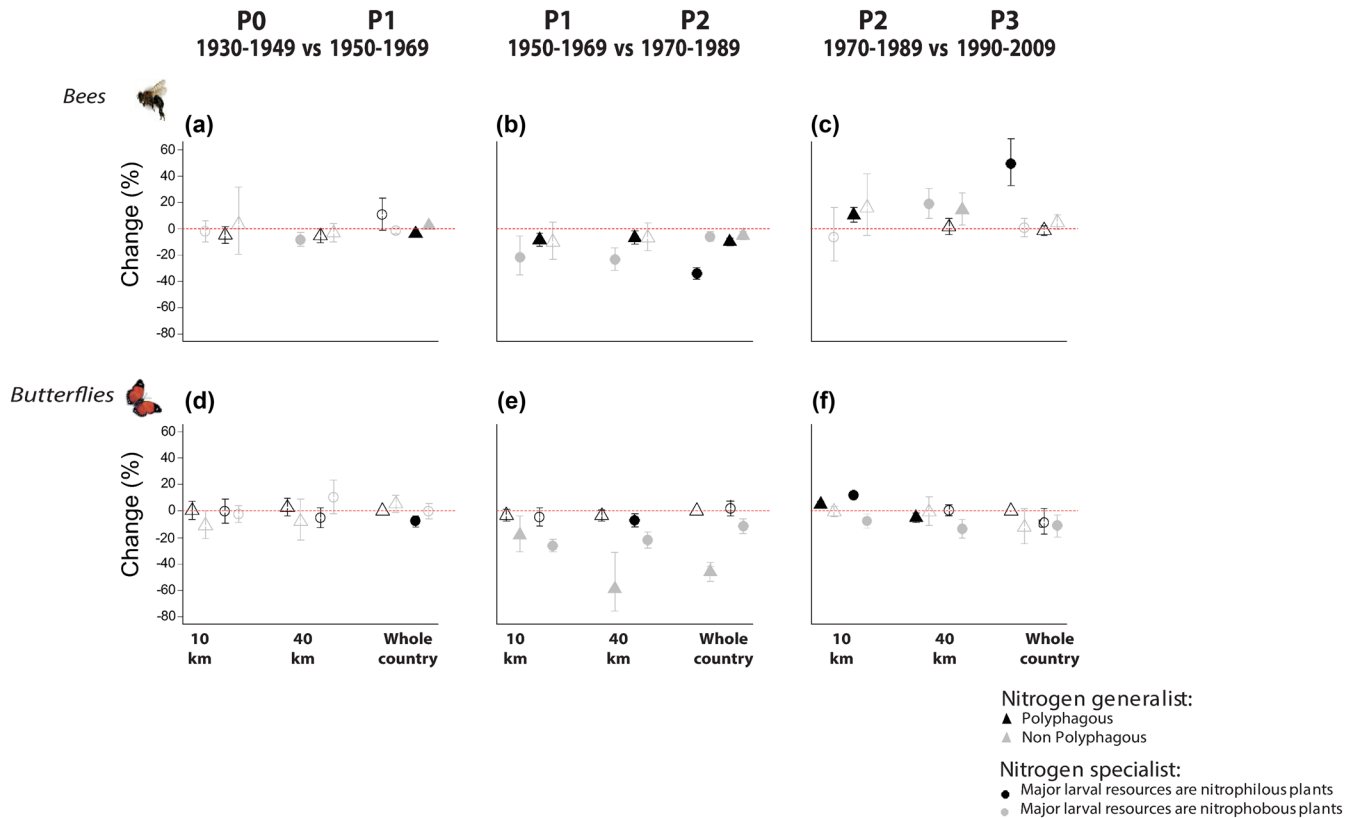 P0 P1
1930-1949 vs 1950-1969
P1 P2
1950-1969 vs 1970-1989
P2 P3
1970-1989 vs 1990-2009
Bees
(a)
(b)
(c)
Change (%)
60
40
20
0
-20
-40
-60
-80
Butterflies
(d)
(e)
(f)
Change (%)
60
40
20
0
-20
-40
-60
-80
10 km
40 km
Whole country
10 km
40 km
Whole country
10 km
40 km
Whole country
Nitrogen generalist:
Polyphagous
Non Polyphagous
Nitrogen specialist:
Major larval resources are nitrophilous plants
Major larval resources are nitrophobous plants